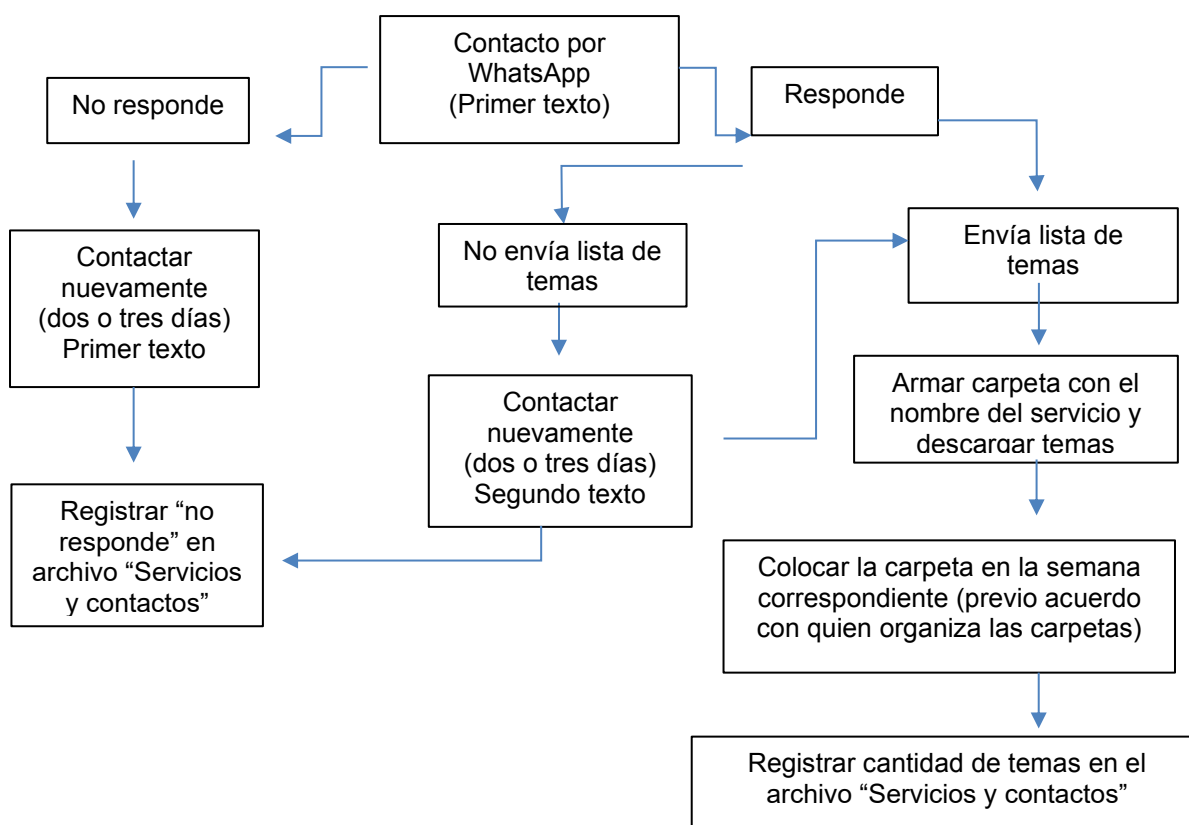 Contacto por
WhatsApp
(Primer texto)
No responde
Responde
Contactar
nuevamente
(dos o tres días)
Primer texto
No envía lista de
temas
Envía lista de
temas
Contactar
nuevamente
(dos o tres días)
Segundo texto
Armar carpeta con el
nombre del servicio y
descargar temas
Registrar “no
responde” en
archivo “Servicios
y contactos”
Colocar la carpeta en la semana
correspondiente (previo acuerdo
con quien organiza las carpetas)
Registrar cantidad de temas en el
archivo “Servicios y contactos”